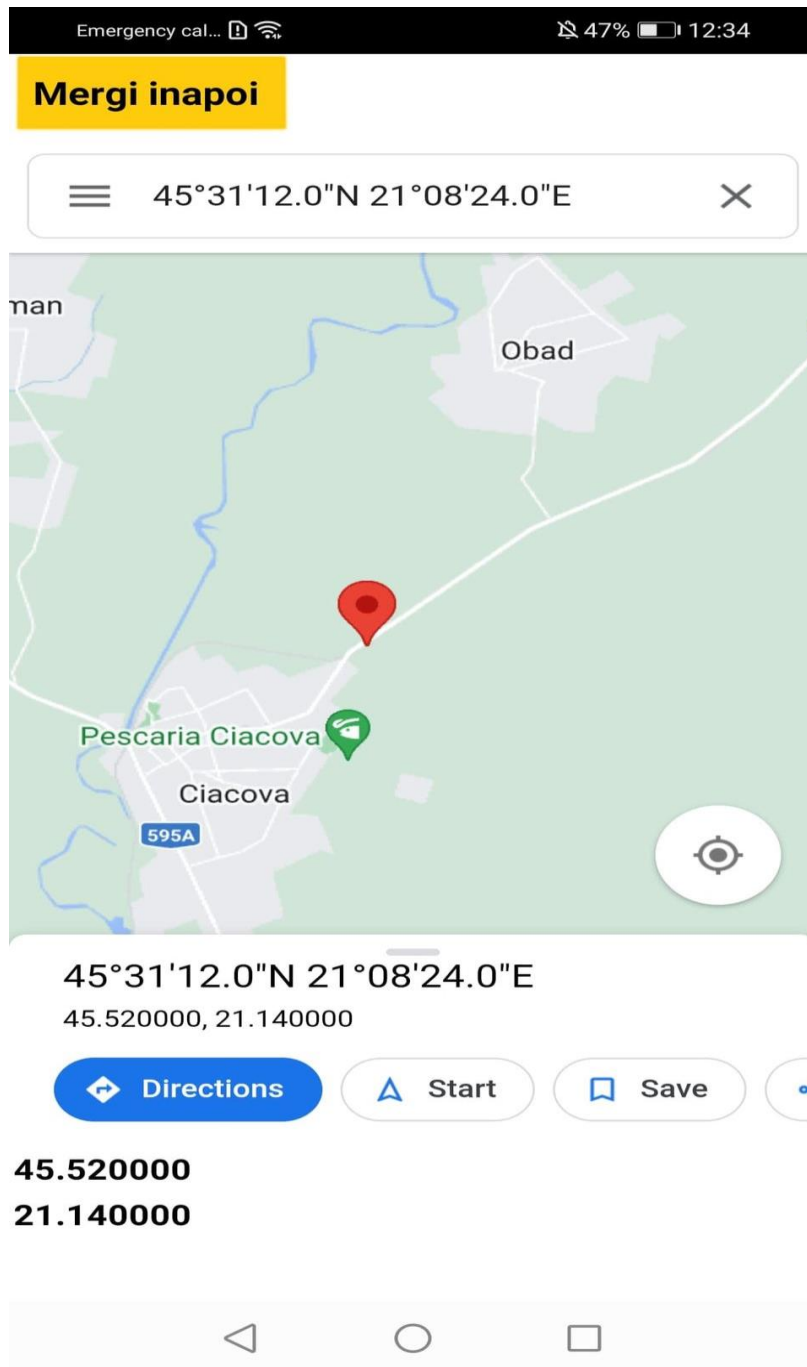 Emergency cal... 47% 12:34
Mergi inapoi
45°31'12.0"N 21°08'24.0"E
man
Obad
Pescaria Ciacova
Ciacova
595A
45°31'12.0"N 21°08'24.0"E
45.520000, 21.140000
Directions Start Save
45.520000
21.140000